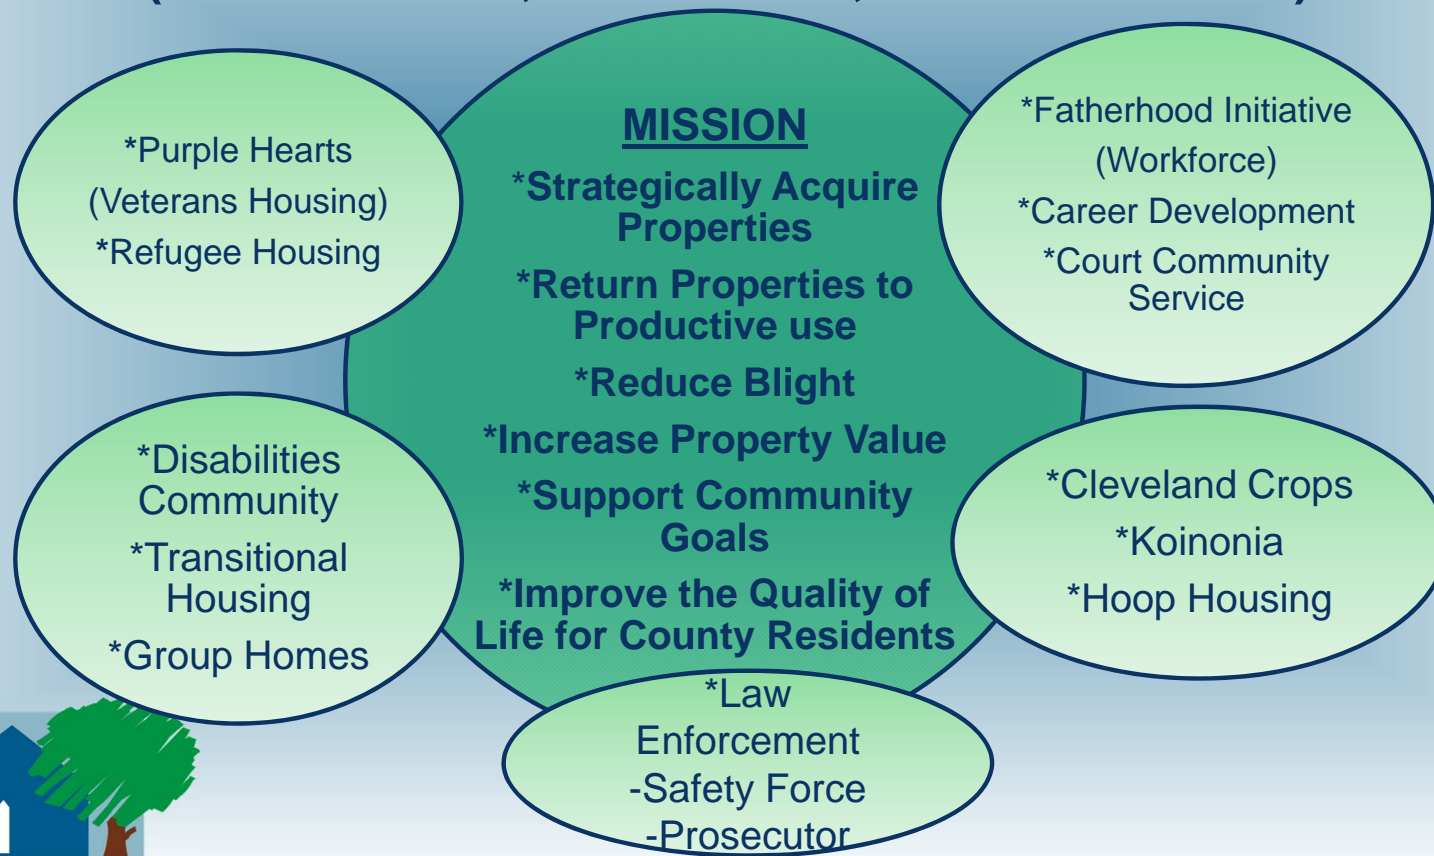 *Purple Hearts
(Veterans Housing)
*Refugee Housing
MISSION
*Strategically Acquire
Properties
*Return Properties to
Productive use
*Reduce Blight
*Increase Property Value
*Support Community
Goals
*Improve the Quality of
Life for County Residents
*Fatherhood Initiative
(Workforce)
*Career Development
*Court Community
Service
*Disabilities
Community
*Transitional
Housing
*Group Homes
*Cleveland Crops
*Koinonia
*Hoop Housing
*Law
Enforcement
-Safety Force
-Prosecutor